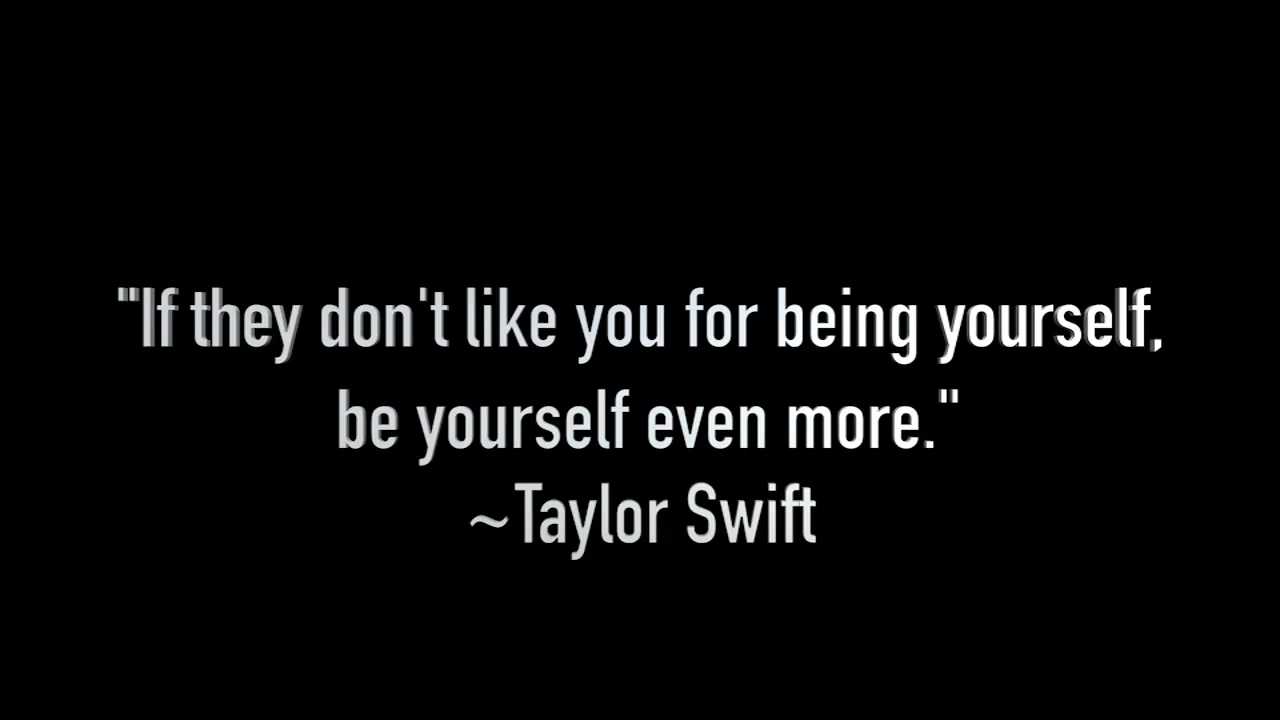 "If they don't like you for being yourself,
be yourself even more."
~Taylor Swift